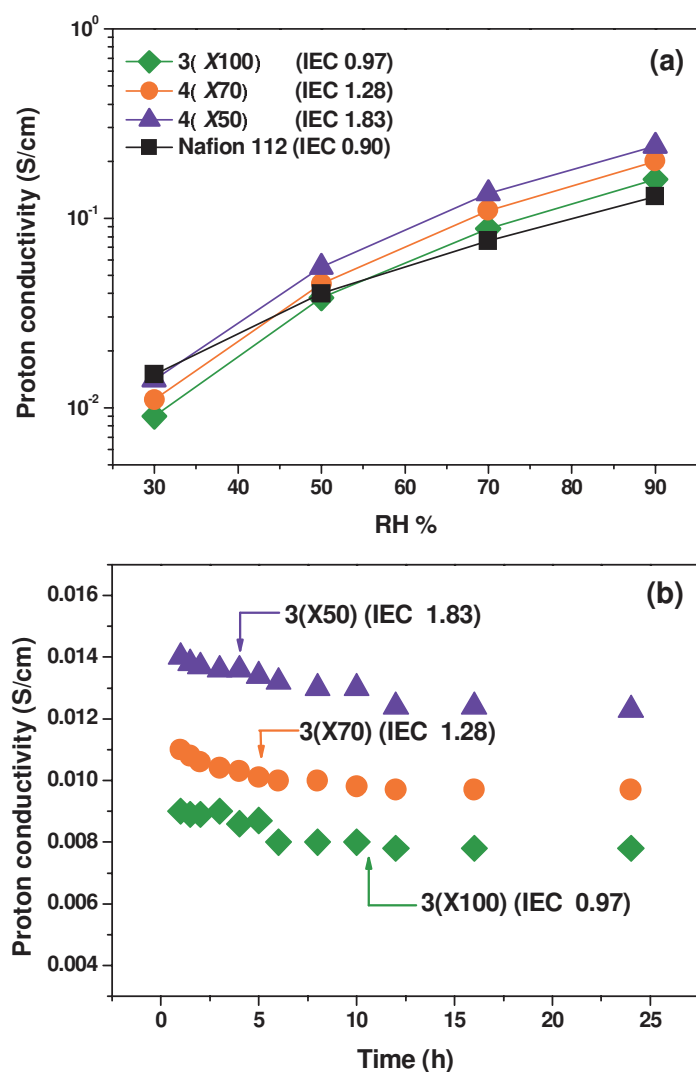 10⁰
(a)
3( X100) (IEC 0.97)
4( X70) (IEC 1.28)
4( X50) (IEC 1.83)
Nafion 112 (IEC 0.90)
10⁻¹
10⁻²
Proton conductivity (S/cm)
30 40 50 60 70 80 90
RH %
(b)
0.016
0.014
0.012
0.010
0.008
0.006
0.004
Proton conductivity (S/cm)
3(X50) (IEC 1.83)
3(X70) (IEC 1.28)
3(X100) (IEC 0.97)
0 5 10 15 20 25
Time (h)